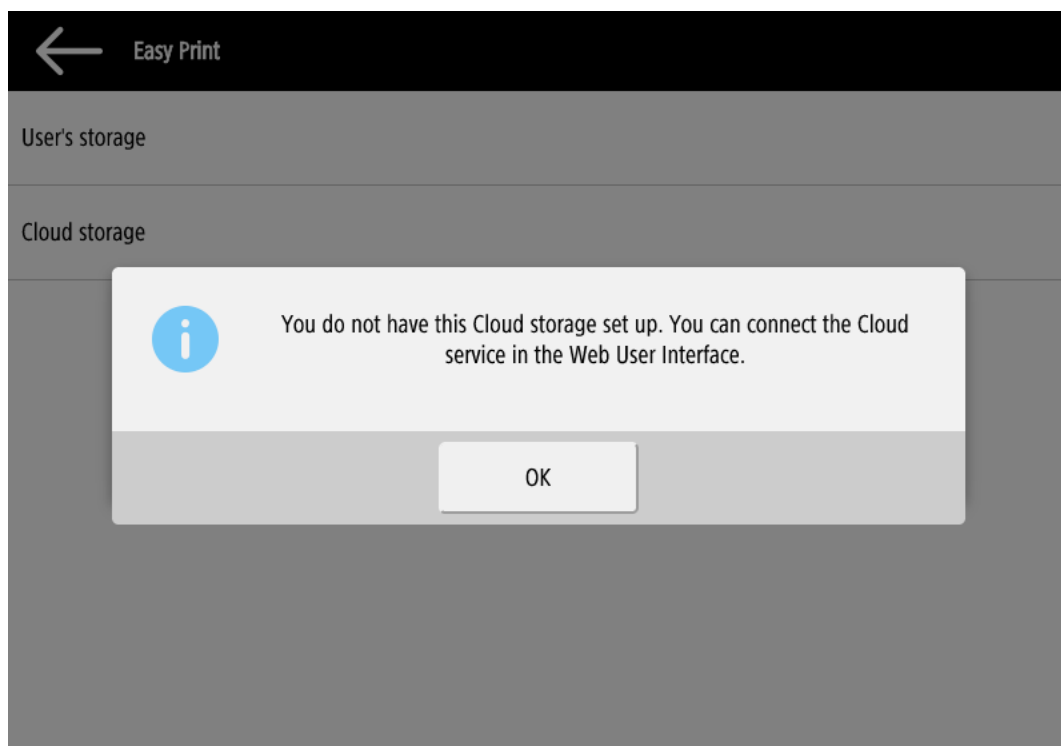 Easy Print
User's storage
Cloud storage
You do not have this Cloud storage set up. You can connect the Cloud
service in the Web User Interface.
OK